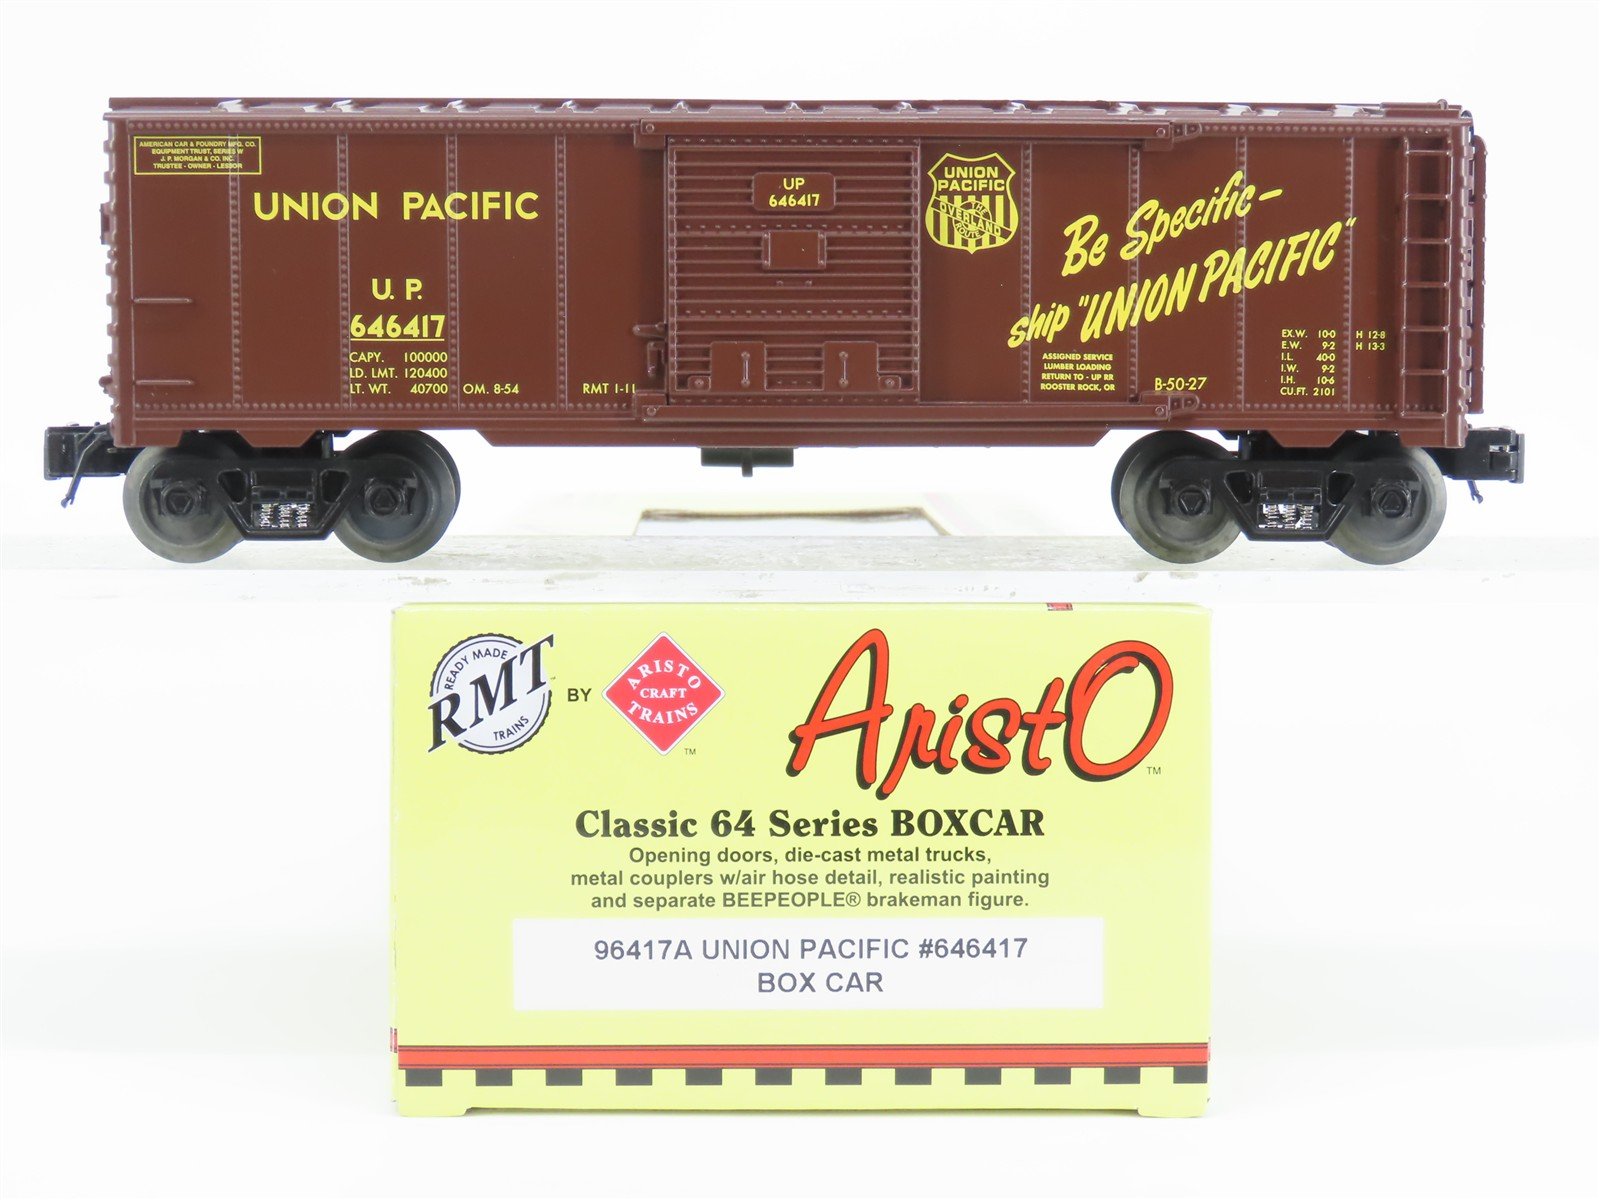 AMERICAN CAR & FOUNDRY MFG. CO.
EQUIPMENT TRUST, SERIES W
J. P. MORGAN & CO. INC.
TRUSTEE - OWNER - LESSOR
UNION PACIFIC
U. P.
646417
CAPY. 100000
LD. LMT. 120400
LT. WT. 40700 OM. 8-54
RMT 1-11
UP
646417
UNION
PACIFIC
THE
OVERLAND
ROUTE
Be Specific-
ship "UNION PACIFIC"
ASSIGNED SERVICE
LUMBER LOADING
RETURN TO - UP RR
ROOSTER ROCK, OR
B-50-27
EX.W. 10-0 H 12-8
E.W. 9-2 H 13-3
I.L. 40-0
I.W. 9-2
I.H. 10-6
CU.FT. 2101
READY MADE
RMT
TRAINS
BY
ARISTO
CRAFT
TRAINS
TM
AristO
TM
Classic 64 Series BOXCAR
Opening doors, die-cast metal trucks,
metal couplers w/air hose detail, realistic painting
and separate BEEPEOPLE® brakeman figure.
96417A UNION PACIFIC #646417
BOX CAR